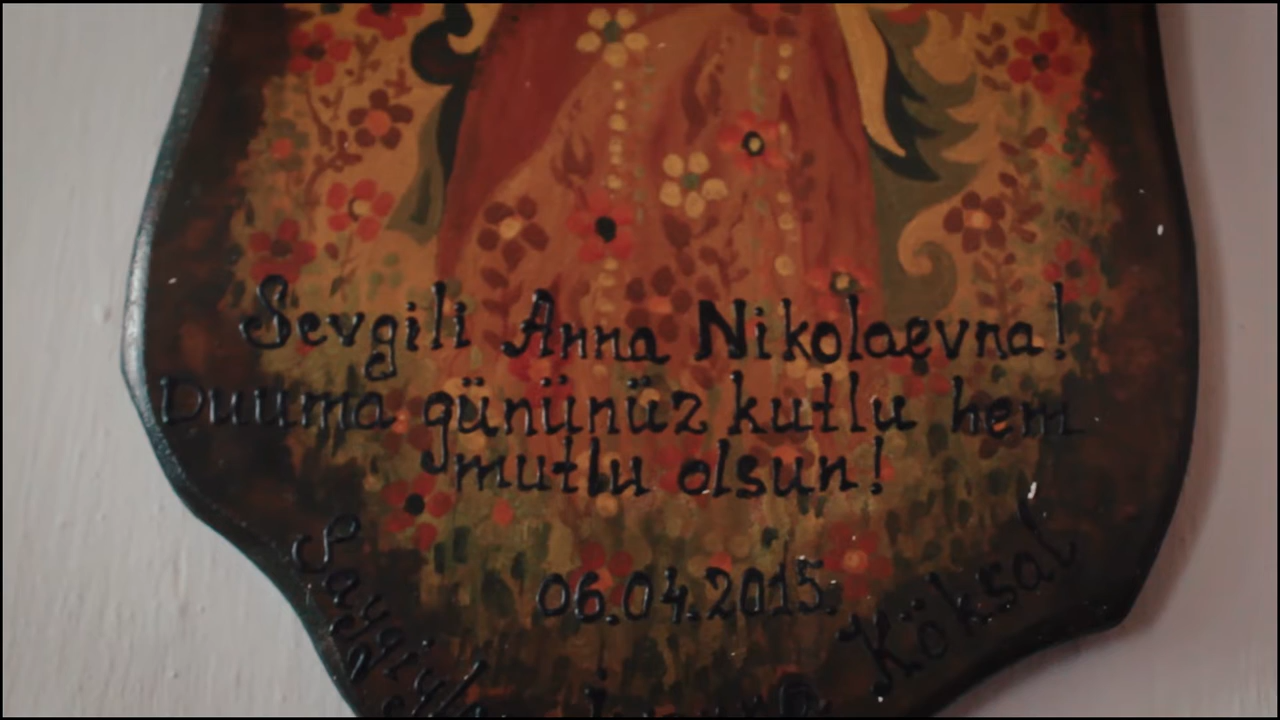 Sevgili Anna Nikolaevna!
Duuma gününüz kutlu hem
mutlu olsun!
06.04.2015.
Köksal